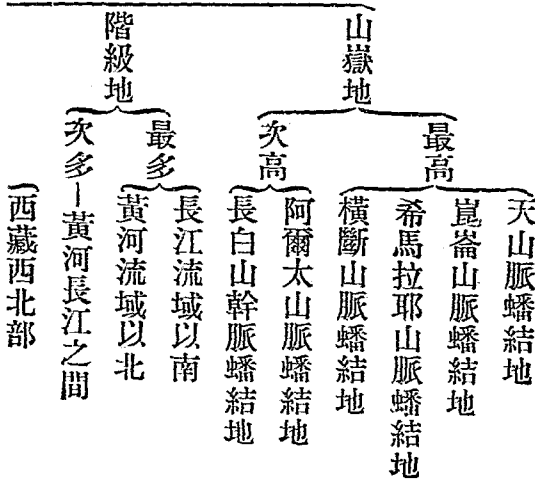 山嶽地
最高
天山脈蟠結地
崑崙山脈蟠結地
希馬拉耶山脈蟠結地
橫斷山脈蟠結地
次高
阿爾太山脈蟠結地
長白山幹脈蟠結地
階級地
最多
長江流域以南
黃河流域以北
次多—黃河長江之間
西藏西北部